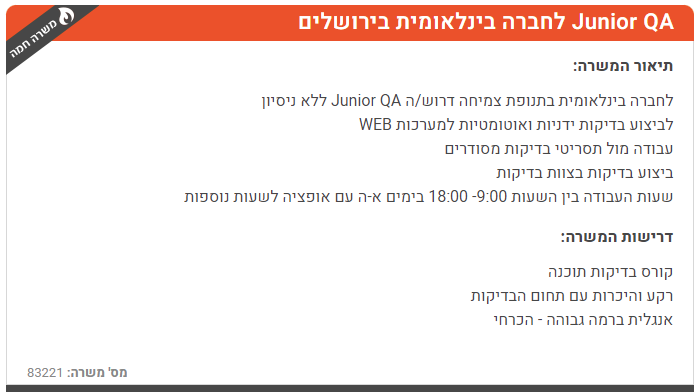 Junior QA לחברה בינלאומית בירושלים
משרה חמה
תיאור המשרה:
לחברה בינלאומית בתנופת צמיחה דרוש/ה Junior QA ללא ניסיון
לביצוע בדיקות ידניות ואוטומטיות למערכות WEB
עבודה מול תסריטי בדיקות מסודרים
ביצוע בדיקות בצוות בדיקות
שעות העבודה בין השעות 9:00- 18:00 בימים א-ה עם אופציה לשעות נוספות
דרישות המשרה:
קורס בדיקות תוכנה
רקע והיכרות עם תחום הבדיקות
אנגלית ברמה גבוהה - הכרחי
מס' משרה: 83221